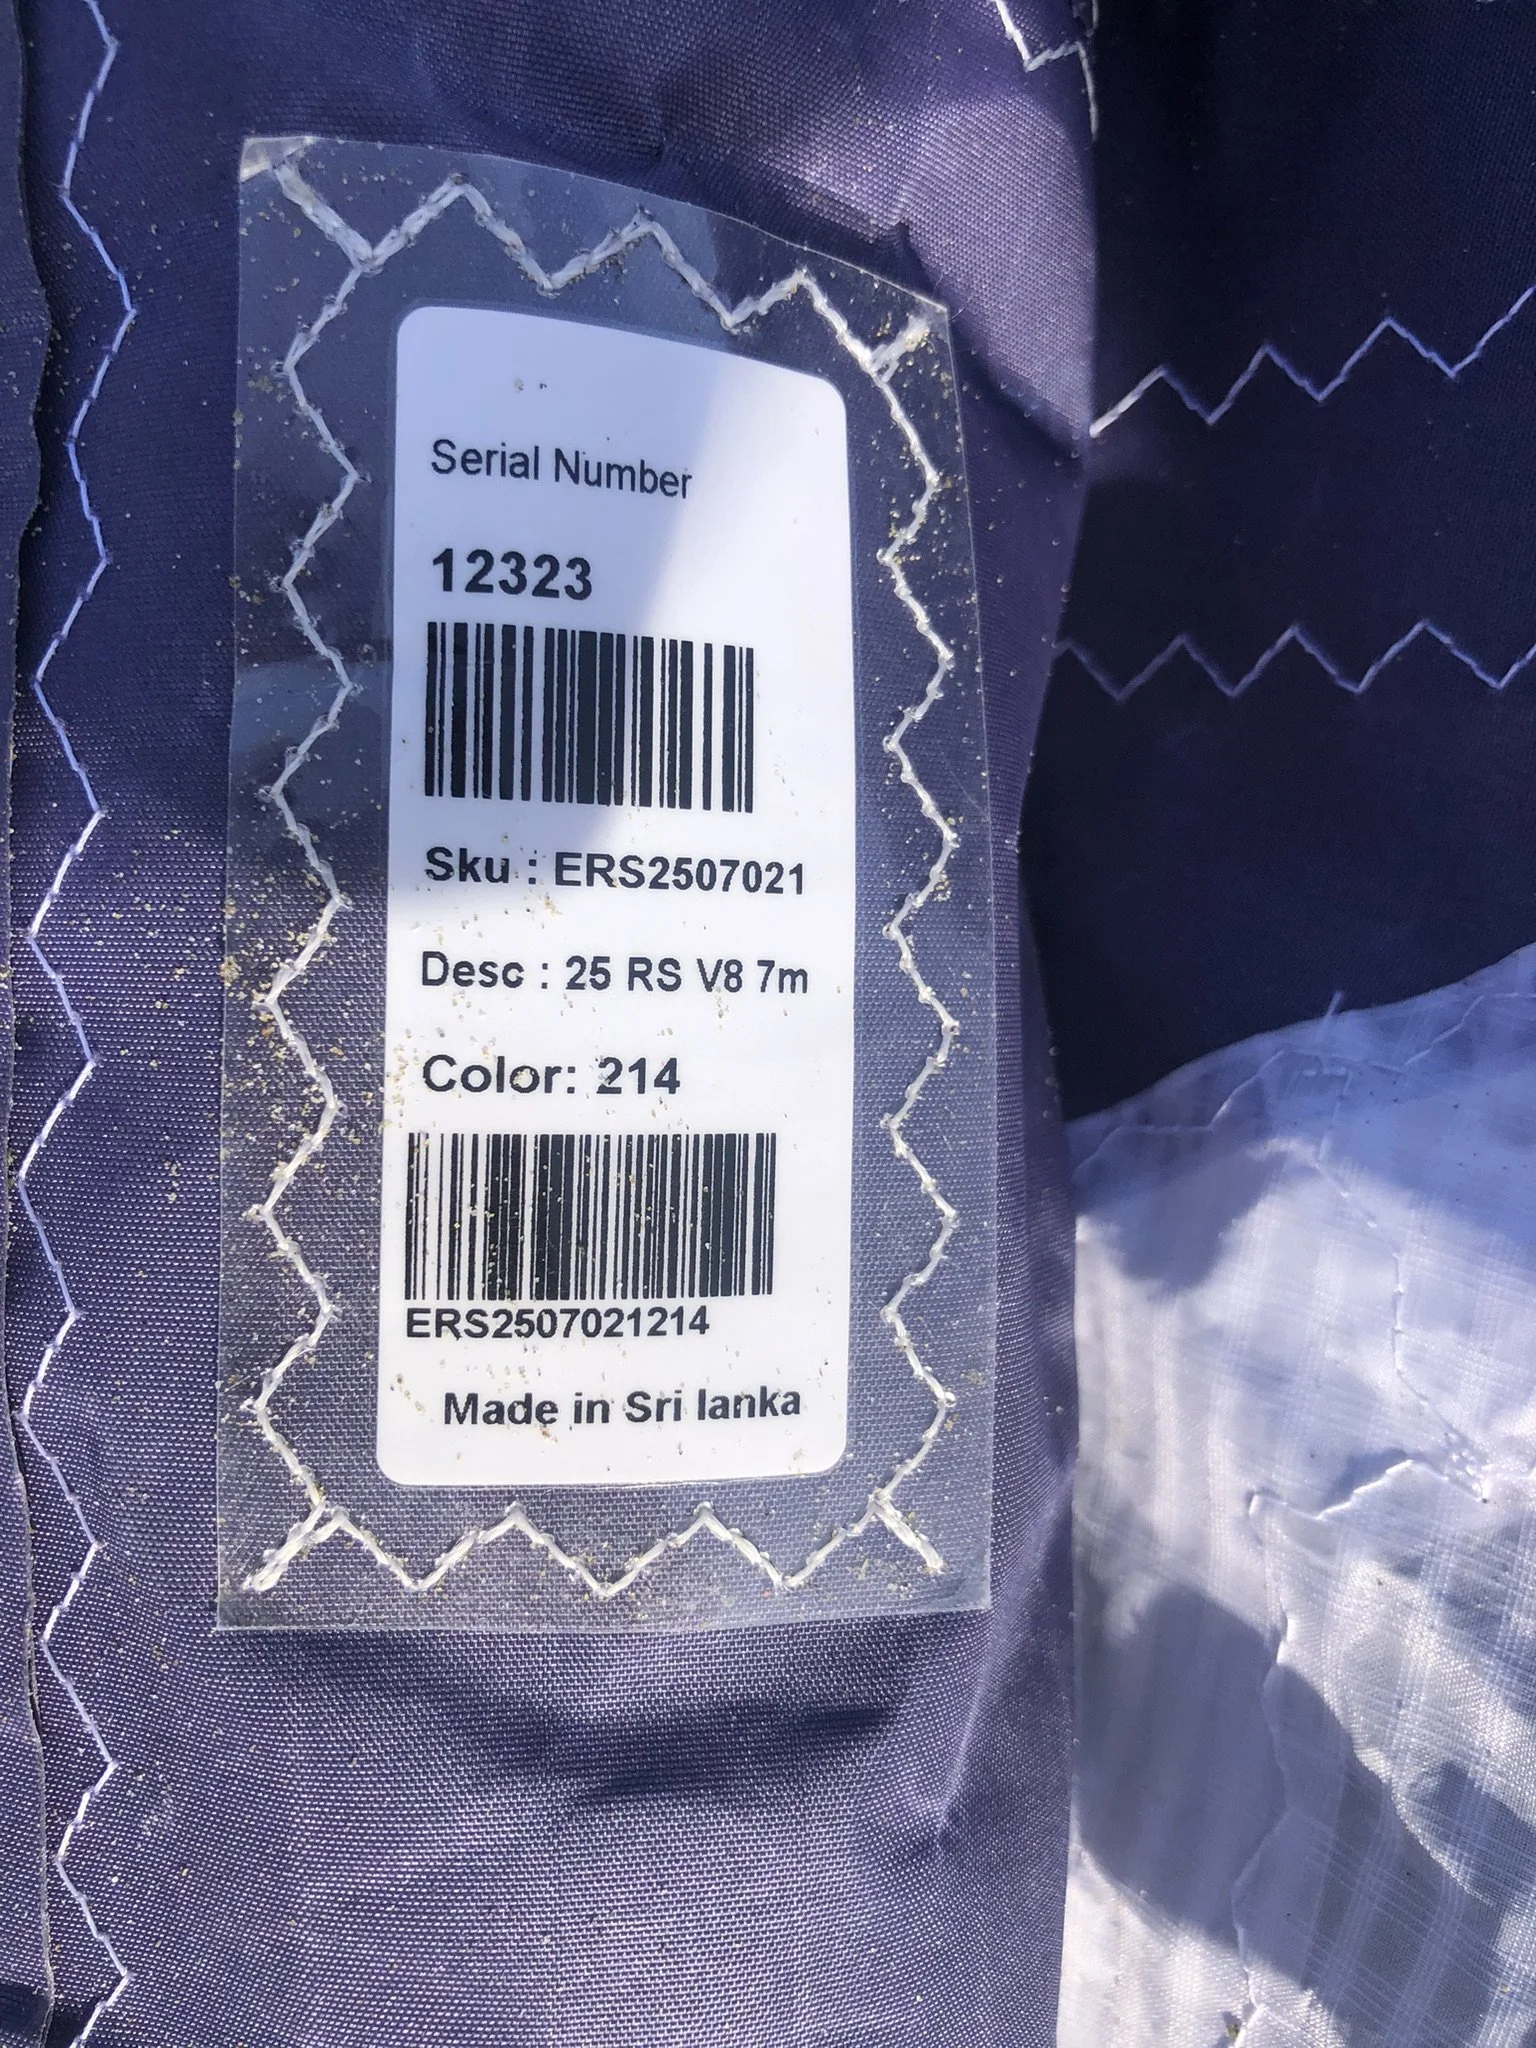 Serial Number
12323
Sku : ERS2507021
Desc : 25 RS V8 7m
Color: 214
ERS2507021214
Made in Sri lanka